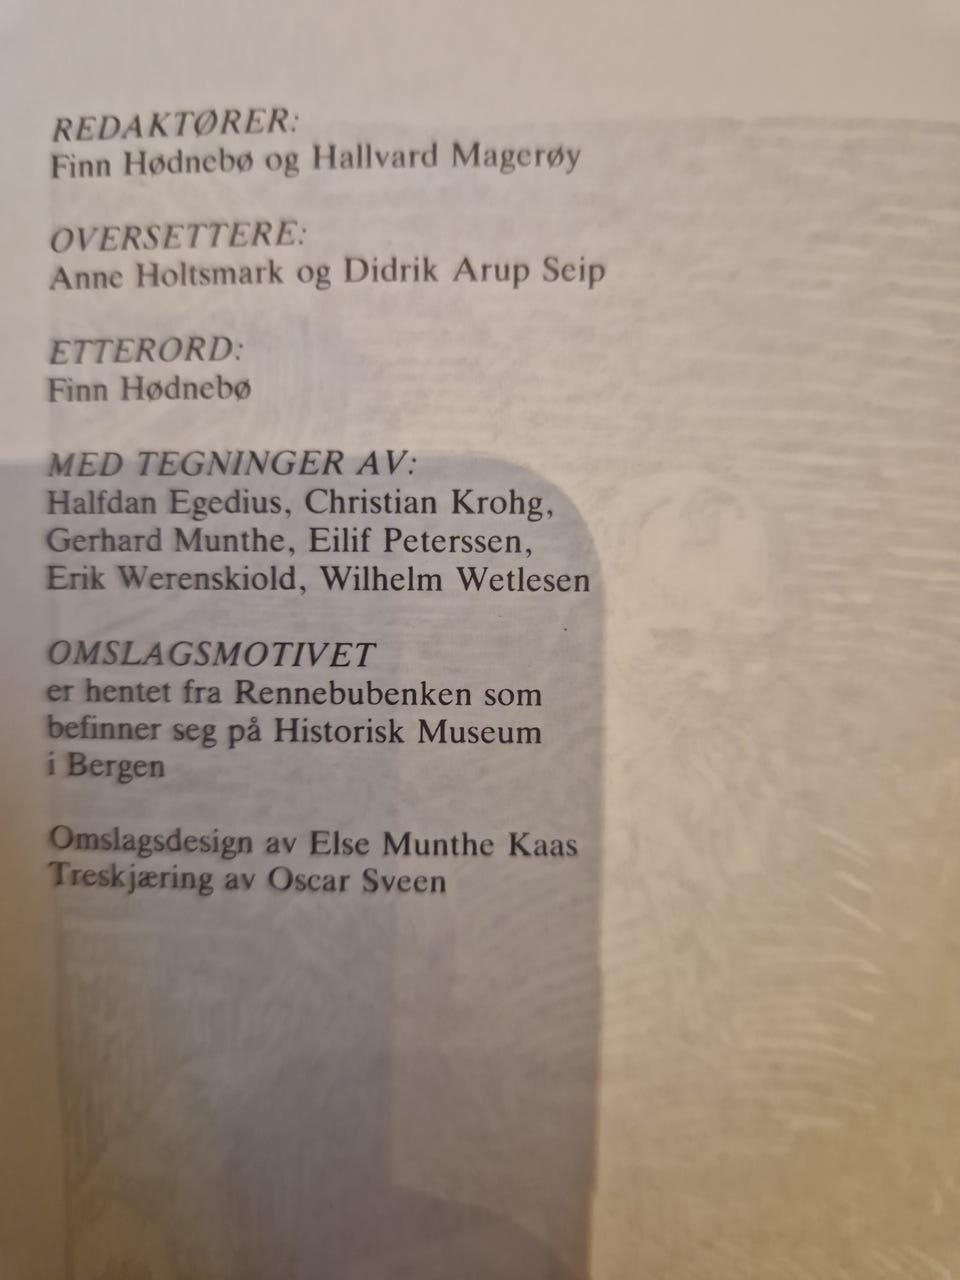 REDAKTØRER:
Finn Hødnebø og Hallvard Magerøy
OVERSETTERE:
Anne Holtsmark og Didrik Arup Seip
ETTERORD:
Finn Hødnebø
MED TEGNINGER AV:
Halfdan Egedius, Christian Krohg,
Gerhard Munthe, Eilif Peterssen,
Erik Werenskiold, Wilhelm Wetlesen
OMSLAGSMOTIVET
er hentet fra Rennebubenken som
befinner seg på Historisk Museum
i Bergen
Omslagsdesign av Else Munthe Kaas
Treskjæring av Oscar Sveen